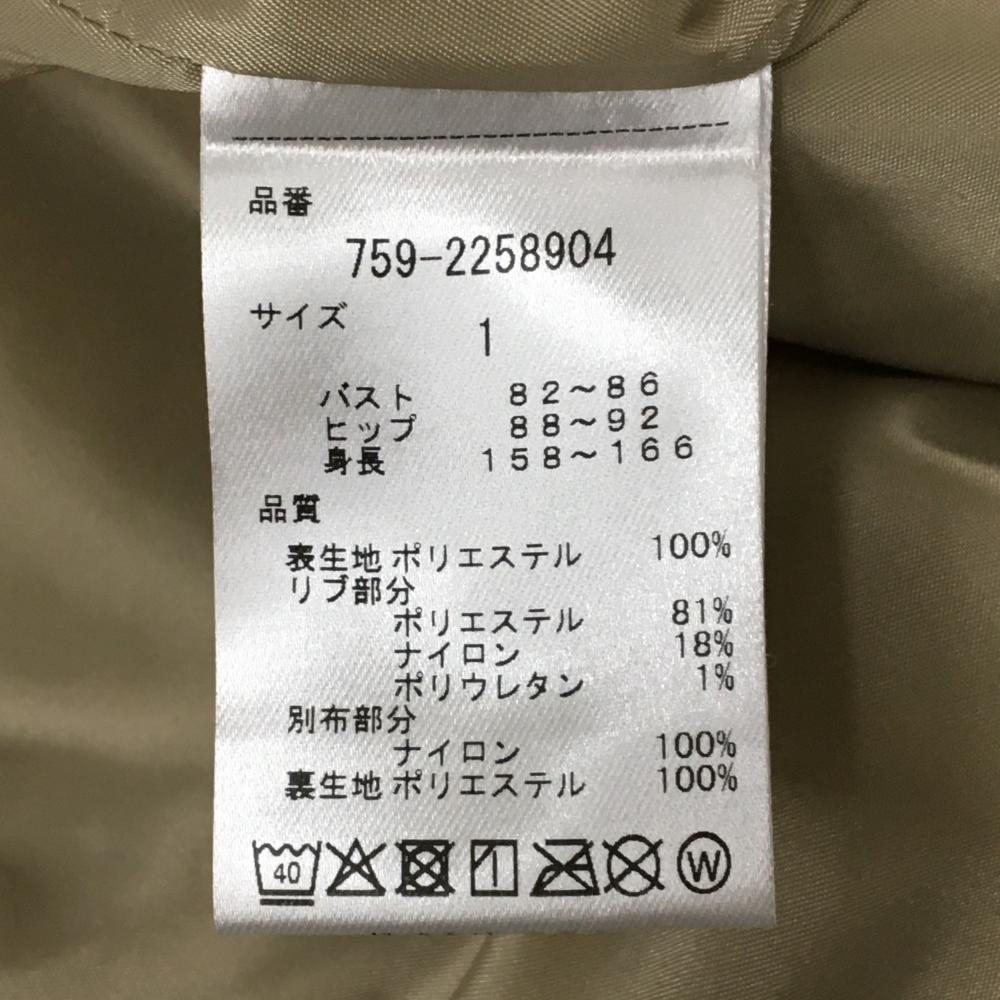 品番
759-2258904
サイズ
1
バスト 82～86
ヒップ 88～92
身長 158～166
品質
表生地 ポリエステル 100%
リブ部分
ポリエステル 81%
ナイロン 18%
ポリウレタン 1%
別布部分
ナイロン 100%
裏生地 ポリエステル 100%
40 W